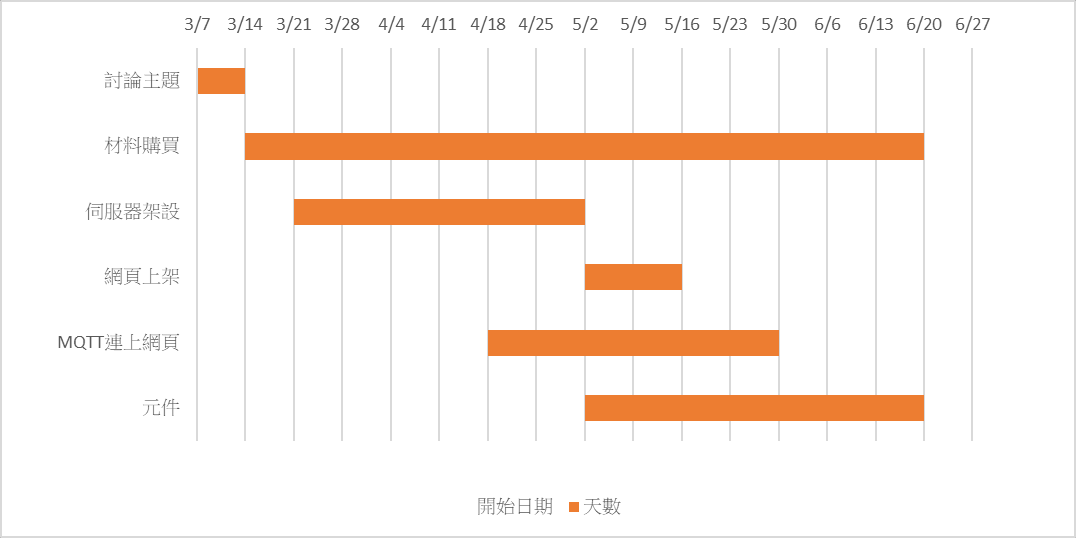 3/7 3/14 3/21 3/28 4/4 4/11 4/18 4/25 5/2 5/9 5/16 5/23 5/30 6/6 6/13 6/20 6/27
討論主題
材料購買
伺服器架設
網頁上架
MQTT連上網頁
元件
開始日期 天數